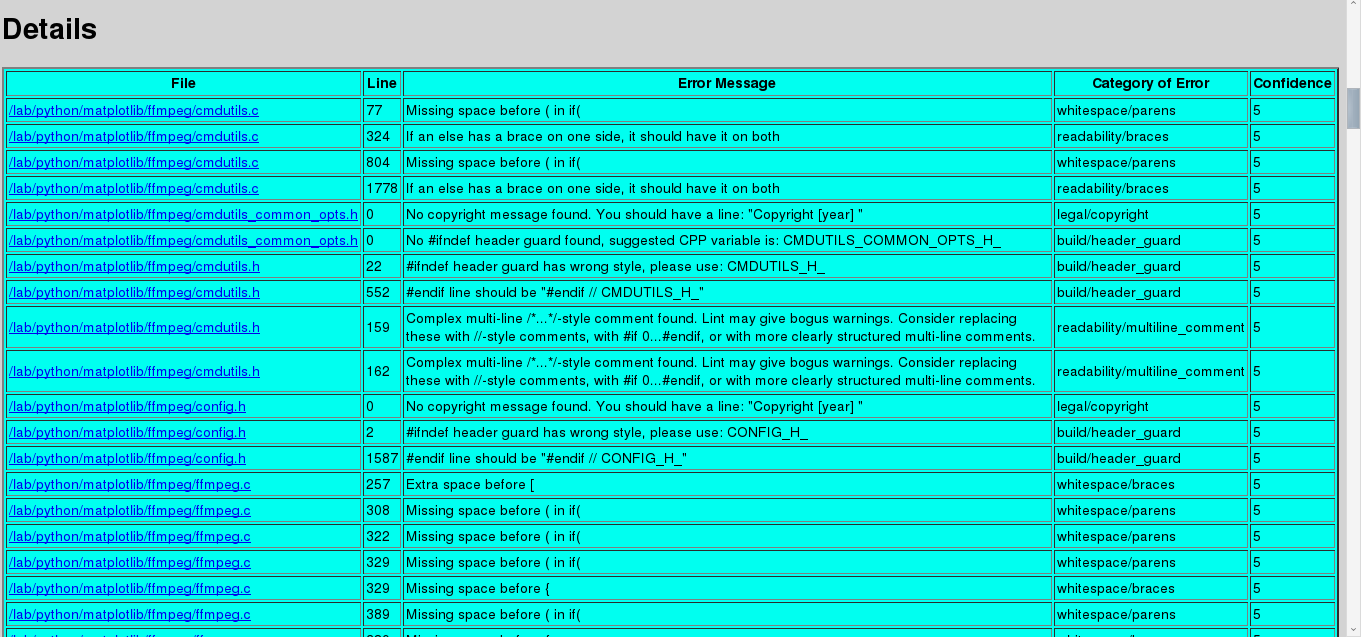 Details
File Line Error Message Category of Error Confidence
/lab/python/matplotlib/ffmpeg/cmdutils.c 77 Missing space before ( in if( whitespace/parens 5
/lab/python/matplotlib/ffmpeg/cmdutils.c 324 If an else has a brace on one side, it should have it on both readability/braces 5
/lab/python/matplotlib/ffmpeg/cmdutils.c 804 Missing space before ( in if( whitespace/parens 5
/lab/python/matplotlib/ffmpeg/cmdutils.c 1778 If an else has a brace on one side, it should have it on both readability/braces 5
/lab/python/matplotlib/ffmpeg/cmdutils_common_opts.h 0 No copyright message found. You should have a line: "Copyright [year] " legal/copyright 5
/lab/python/matplotlib/ffmpeg/cmdutils_common_opts.h 0 No #ifndef header guard found, suggested CPP variable is: CMDUTILS_COMMON_OPTS_H_ build/header_guard 5
/lab/python/matplotlib/ffmpeg/cmdutils.h 22 #ifndef header guard has wrong style, please use: CMDUTILS_H_ build/header_guard 5
/lab/python/matplotlib/ffmpeg/cmdutils.h 552 #endif line should be "#endif // CMDUTILS_H_" build/header_guard 5
/lab/python/matplotlib/ffmpeg/cmdutils.h 159 Complex multi-line /*...*/-style comment found. Lint may give bogus warnings. Consider replacing
these with //-style comments, with #if 0...#endif, or with more clearly structured multi-line comments. readability/multiline_comment 5
/lab/python/matplotlib/ffmpeg/cmdutils.h 162 Complex multi-line /*...*/-style comment found. Lint may give bogus warnings. Consider replacing
these with //-style comments, with #if 0...#endif, or with more clearly structured multi-line comments. readability/multiline_comment 5
/lab/python/matplotlib/ffmpeg/config.h 0 No copyright message found. You should have a line: "Copyright [year] " legal/copyright 5
/lab/python/matplotlib/ffmpeg/config.h 2 #ifndef header guard has wrong style, please use: CONFIG_H_ build/header_guard 5
/lab/python/matplotlib/ffmpeg/config.h 1587 #endif line should be "#endif // CONFIG_H_" build/header_guard 5
/lab/python/matplotlib/ffmpeg/ffmpeg.c 257 Extra space before [ whitespace/braces 5
/lab/python/matplotlib/ffmpeg/ffmpeg.c 308 Missing space before ( in if( whitespace/parens 5
/lab/python/matplotlib/ffmpeg/ffmpeg.c 322 Missing space before ( in if( whitespace/parens 5
/lab/python/matplotlib/ffmpeg/ffmpeg.c 329 Missing space before ( in if( whitespace/parens 5
/lab/python/matplotlib/ffmpeg/ffmpeg.c 329 Missing space before { whitespace/braces 5
/lab/python/matplotlib/ffmpeg/ffmpeg.c 389 Missing space before ( in if( whitespace/parens 5